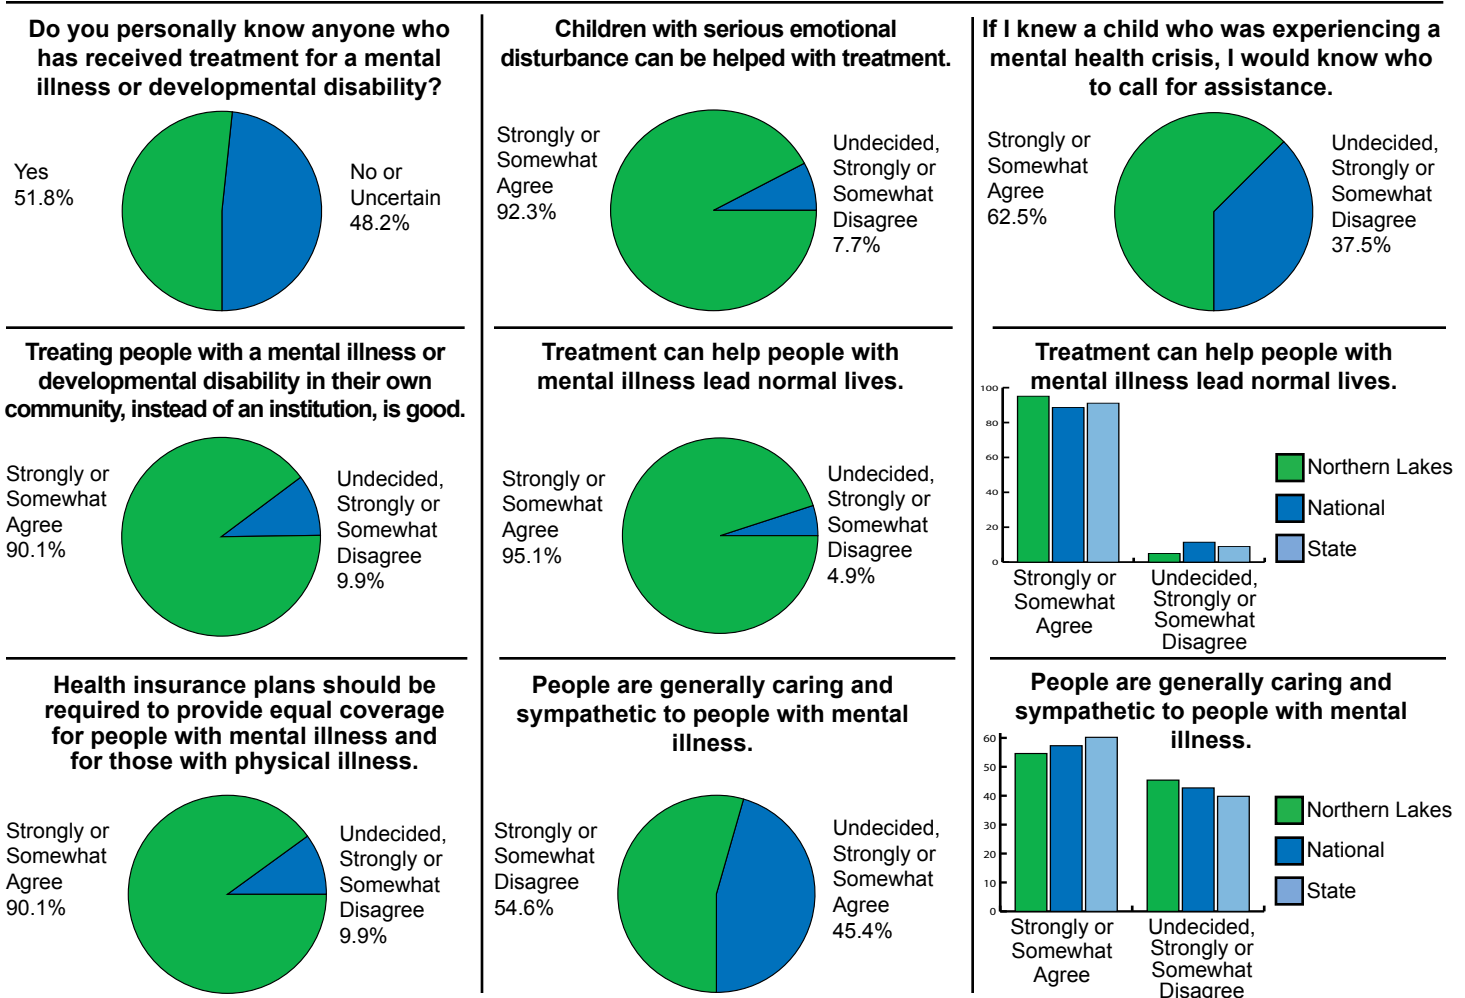 Do you personally know anyone who
has received treatment for a mental
illness or developmental disability?
Yes
51.8%
No or
Uncertain
48.2%
Children with serious emotional
disturbance can be helped with treatment.
Strongly or
Somewhat
Agree
92.3%
Undecided,
Strongly or
Somewhat
Disagree
7.7%
If I knew a child who was experiencing a
mental health crisis, I would know who
to call for assistance.
Strongly or
Somewhat
Agree
62.5%
Undecided,
Strongly or
Somewhat
Disagree
37.5%
Treating people with a mental illness or
developmental disability in their own
community, instead of an institution, is good.
Strongly or
Somewhat
Agree
90.1%
Undecided,
Strongly or
Somewhat
Disagree
9.9%
Treatment can help people with
mental illness lead normal lives.
Strongly or
Somewhat
Agree
95.1%
Undecided,
Strongly or
Somewhat
Disagree
4.9%
Treatment can help people with
mental illness lead normal lives.
100
80
60
40
20
0
Strongly or
Somewhat
Agree
Undecided,
Strongly or
Somewhat
Disagree
Northern Lakes
National
State
Health insurance plans should be
required to provide equal coverage
for people with mental illness and
for those with physical illness.
Strongly or
Somewhat
Agree
90.1%
Undecided,
Strongly or
Somewhat
Disagree
9.9%
People are generally caring and
sympathetic to people with mental
illness.
Strongly or
Somewhat
Disagree
54.6%
Undecided,
Strongly or
Somewhat
Agree
45.4%
People are generally caring and
sympathetic to people with mental
illness.
60
50
40
30
20
10
0
Strongly or
Somewhat
Agree
Undecided,
Strongly or
Somewhat
Disagree
Northern Lakes
National
State